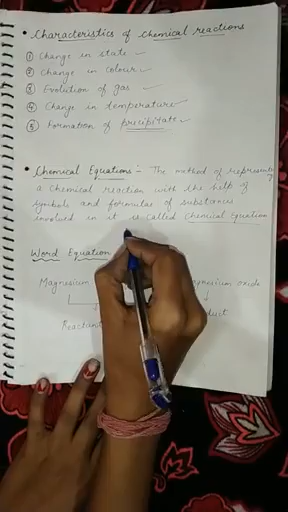 • Characteristics of chemical reactions
① Change in state
② Change in colour
③ Evolution of gas
④ Change in temperature
⑤ Formation of precipitate
• Chemical Equations - The method of representing
a chemical reaction with the help of
symbols and formulas of substances
involved in it is called Chemical Equation
Word Equation
Magnesium oxide
Reactant